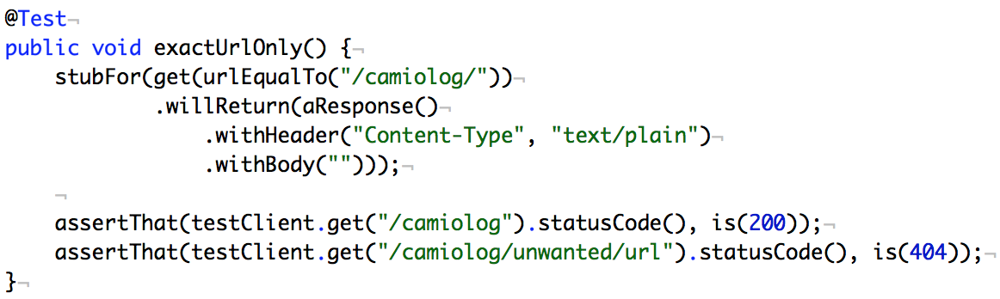 @Test¬
public void exactUrlOnly() {¬
    stubFor(get(urlEqualTo("/camiolog/"))¬
            .willReturn(aResponse()¬
                .withHeader("Content-Type", "text/plain")¬
                .withBody("")));¬
    ¬
    assertThat(testClient.get("/camiolog").statusCode(), is(200));¬
    assertThat(testClient.get("/camiolog/unwanted/url").statusCode(), is(404));¬
}¬